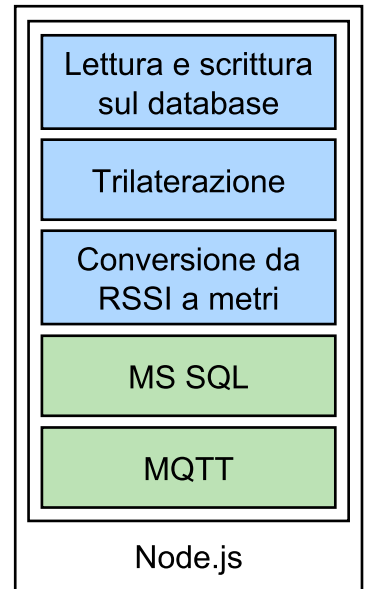 Lettura e scrittura
sul database
Trilaterazione
Conversione da
RSSI a metri
MS SQL
MQTT
Node.js